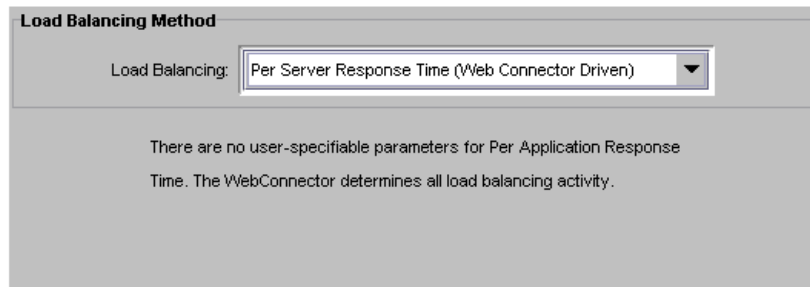 Load Balancing Method
Load Balancing: Per Server Response Time (Web Connector Driven)
There are no user-specifiable parameters for Per Application Response
Time. The WebConnector determines all load balancing activity.